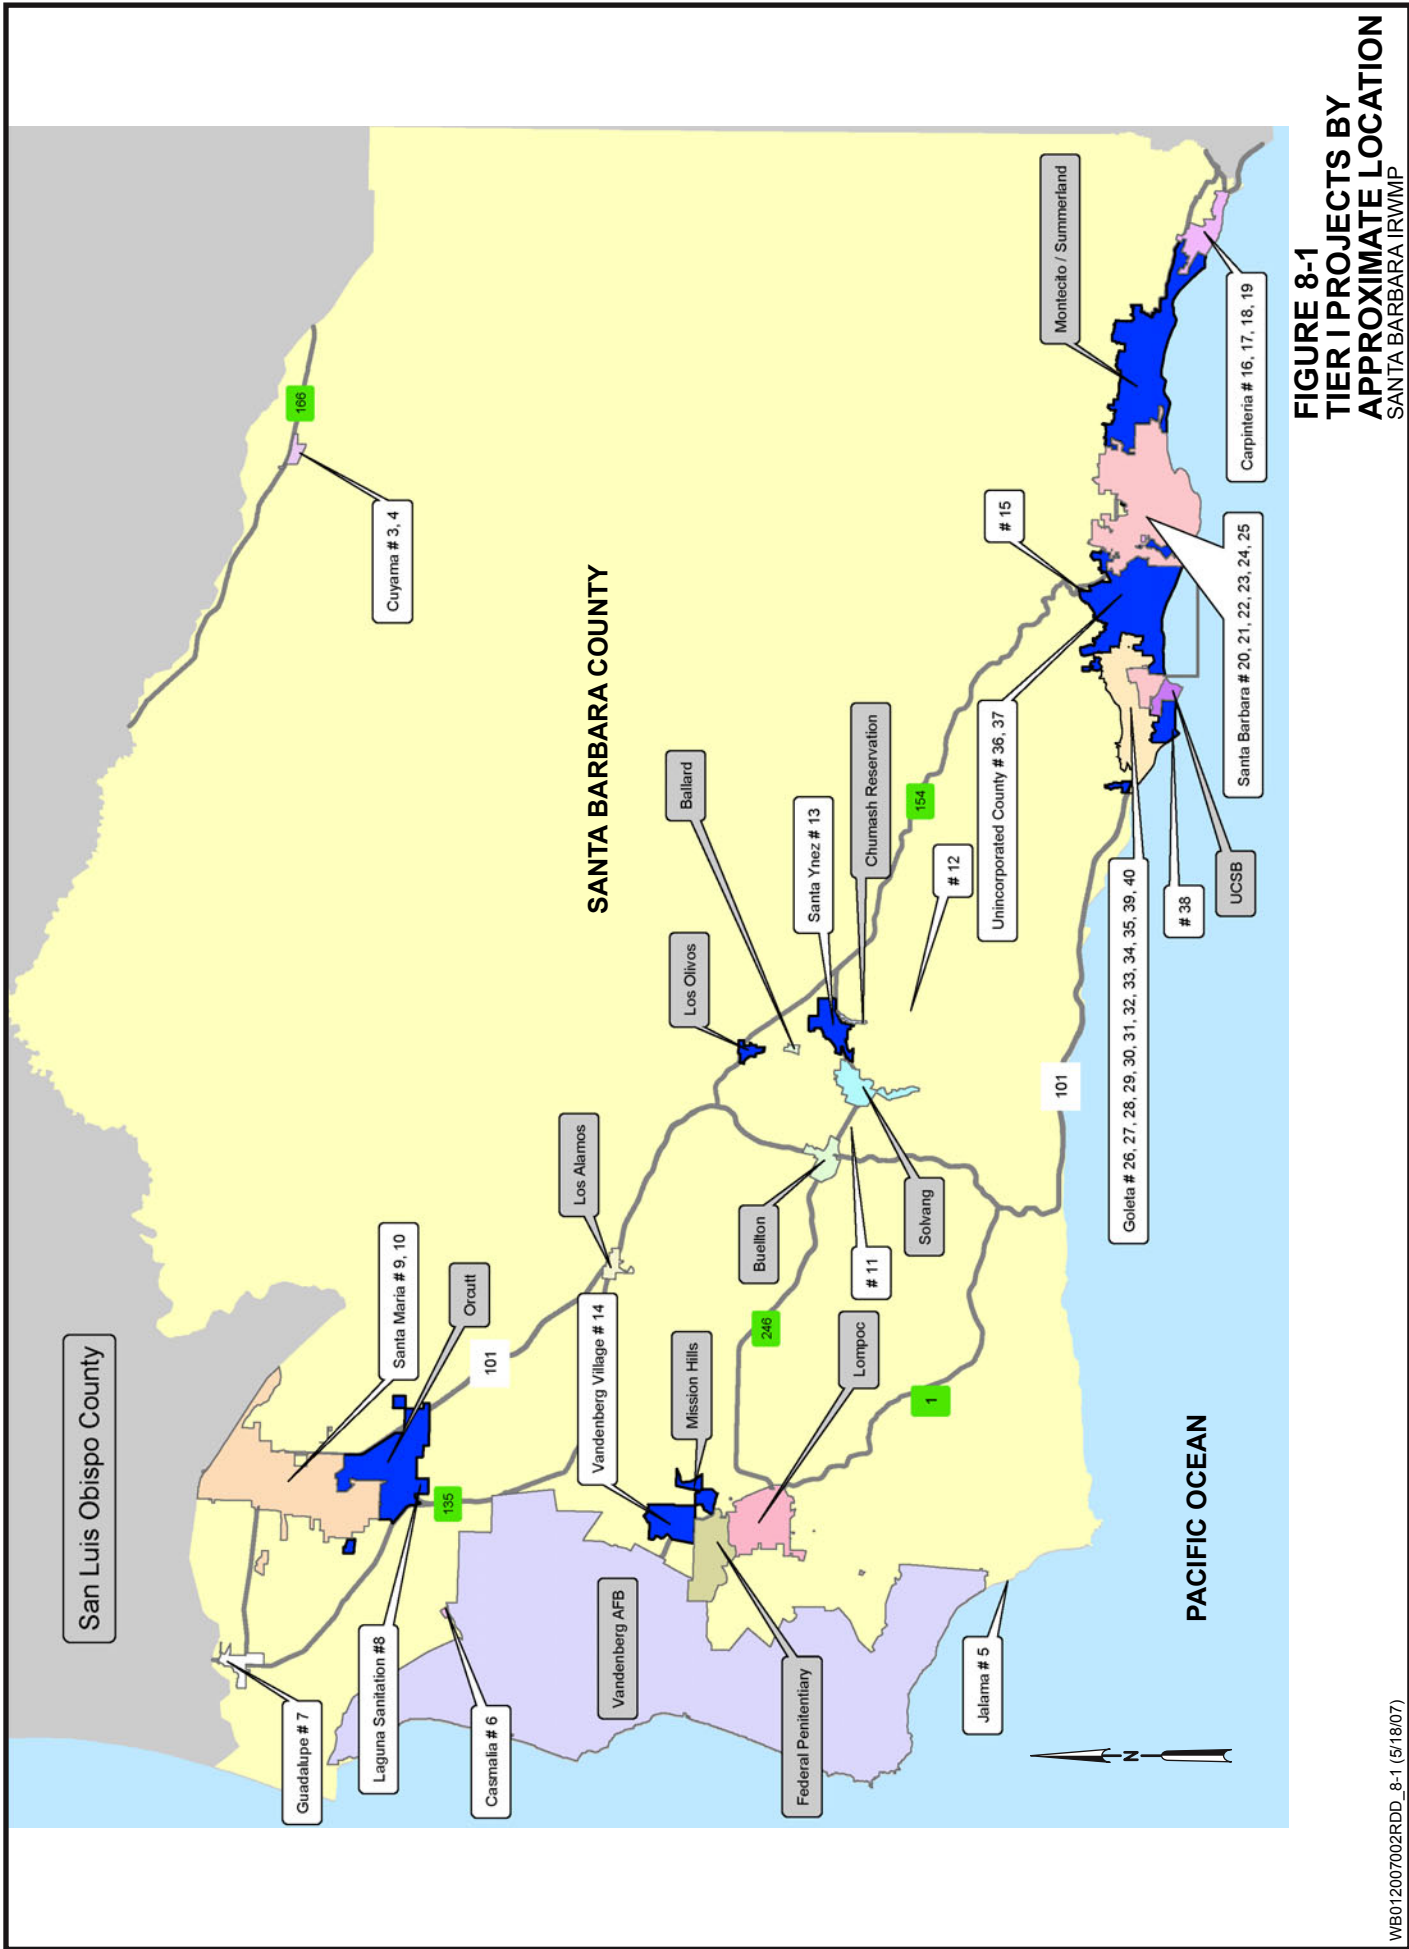 San Luis Obispo County
Guadalupe # 7
Santa Maria # 9, 10
Orcutt
Laguna Sanitation #8
Casmalia # 6
135
101
166
Cuyama # 3, 4
SANTA BARBARA COUNTY
Los Alamos
Vandenberg Village # 14
Vandenberg AFB
Mission Hills
Los Olivos
Ballard
Buellton
246
Santa Ynez # 13
Chumash Reservation
154
Federal Penitentiary
Lompoc
# 11
Solvang
# 12
1
Jalama # 5
Unincorporated County # 36, 37
# 15
Montecito / Summerland
101
Goleta # 26, 27, 28, 29, 30, 31, 32, 33, 34, 35, 39, 40
# 38
UCSB
Santa Barbara # 20, 21, 22, 23, 24, 25
Carpinteria # 16, 17, 18, 19
PACIFIC OCEAN
N
FIGURE 8-1
TIER I PROJECTS BY
APPROXIMATE LOCATION
SANTA BARBARA IRWMP
WB012007002RDD_8-1 (5/18/07)